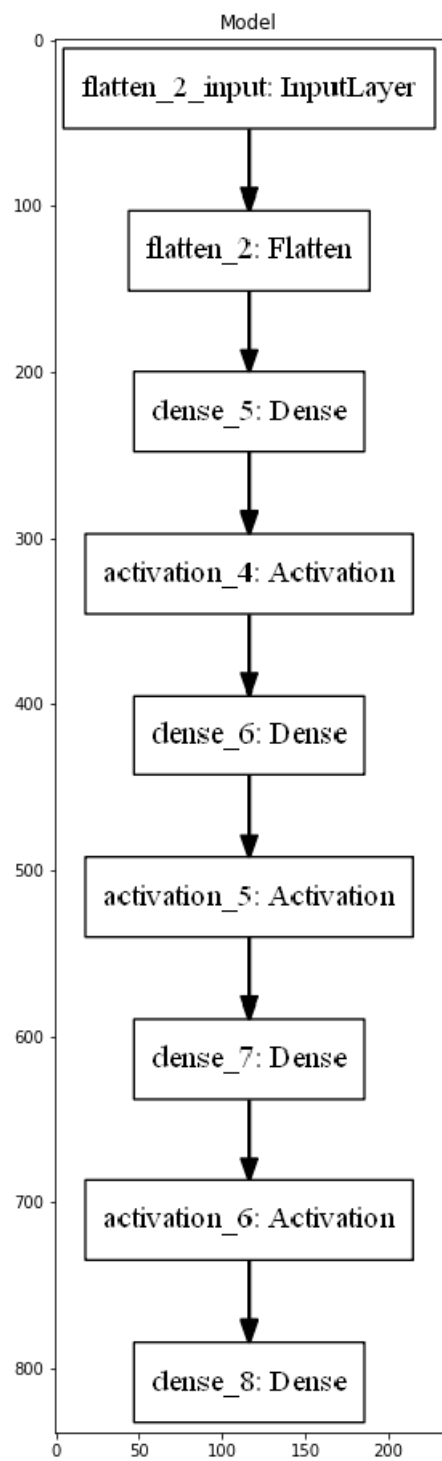 Model
0
flatten_2_input: InputLayer
100
flatten_2: Flatten
200
dense_5: Dense
300
activation_4: Activation
400
dense_6: Dense
500
activation_5: Activation
600
dense_7: Dense
700
activation_6: Activation
800
dense_8: Dense
0 50 100 150 200